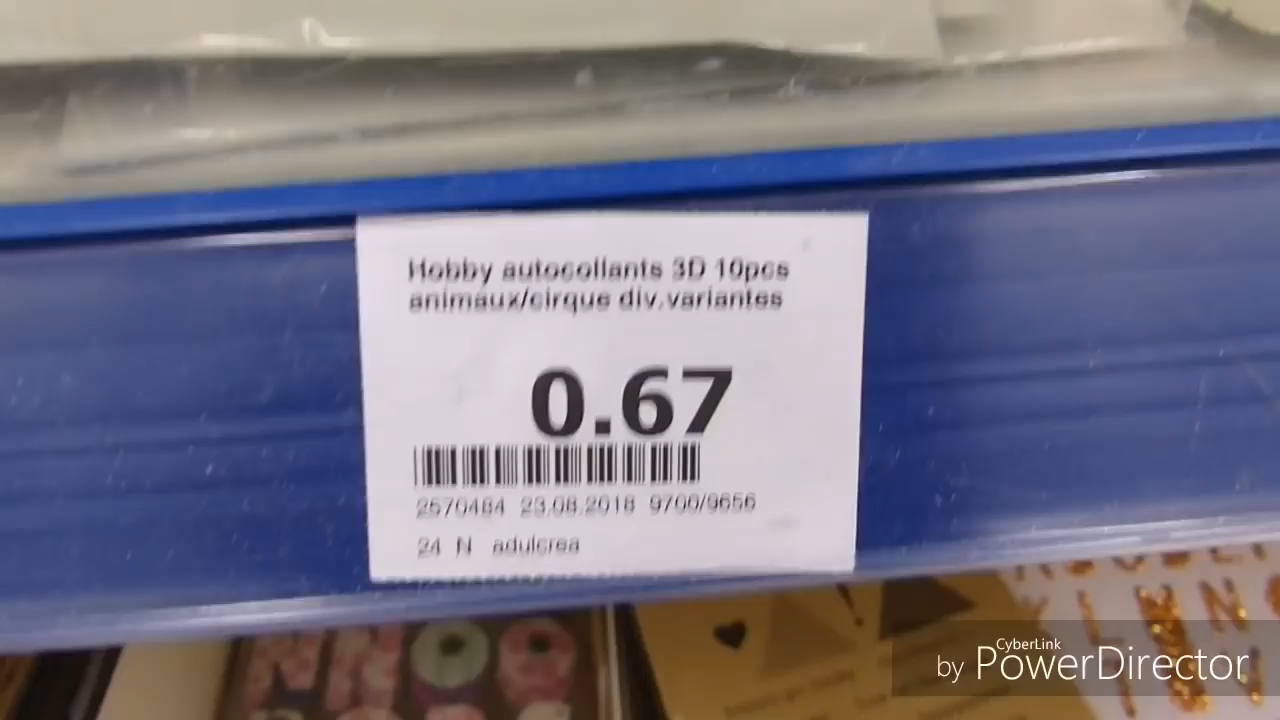 Hobby autocollants 3D 10pcs
animaux/cirque div.variantes
0.67
2570484 23.08.2018 9700/9656
24 N adulcrea
CyberLink
by PowerDirector